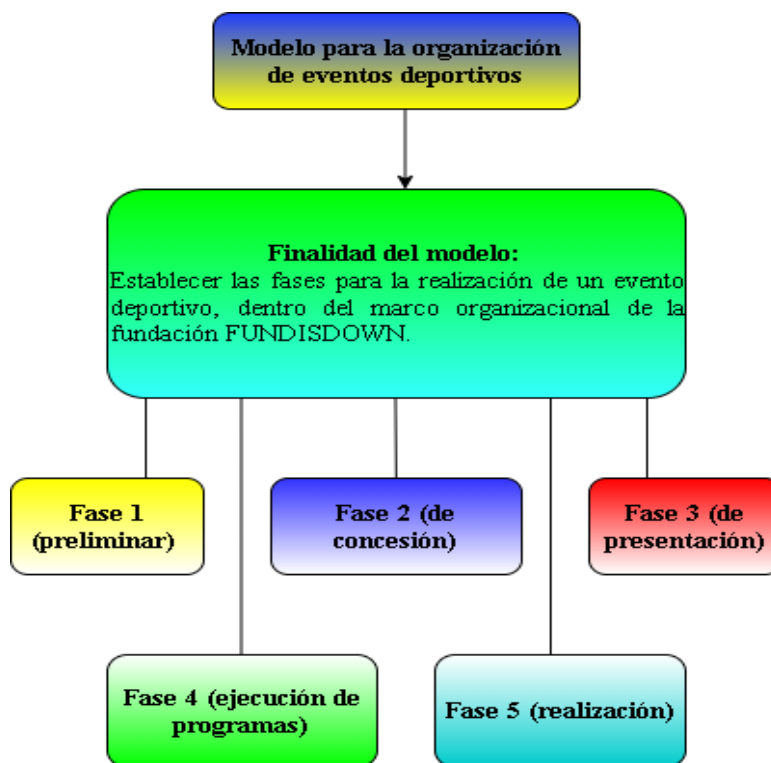 Modelo para la organización
de eventos deportivos
Finalidad del modelo:
Establecer las fases para la realización de un evento
deportivo, dentro del marco organizacional de la
fundación FUNDISDOWN.
Fase 1
(preliminar)
Fase 2 (de
concesión)
Fase 3 (de
presentación)
Fase 4 (ejecución de
programas)
Fase 5 (realización)